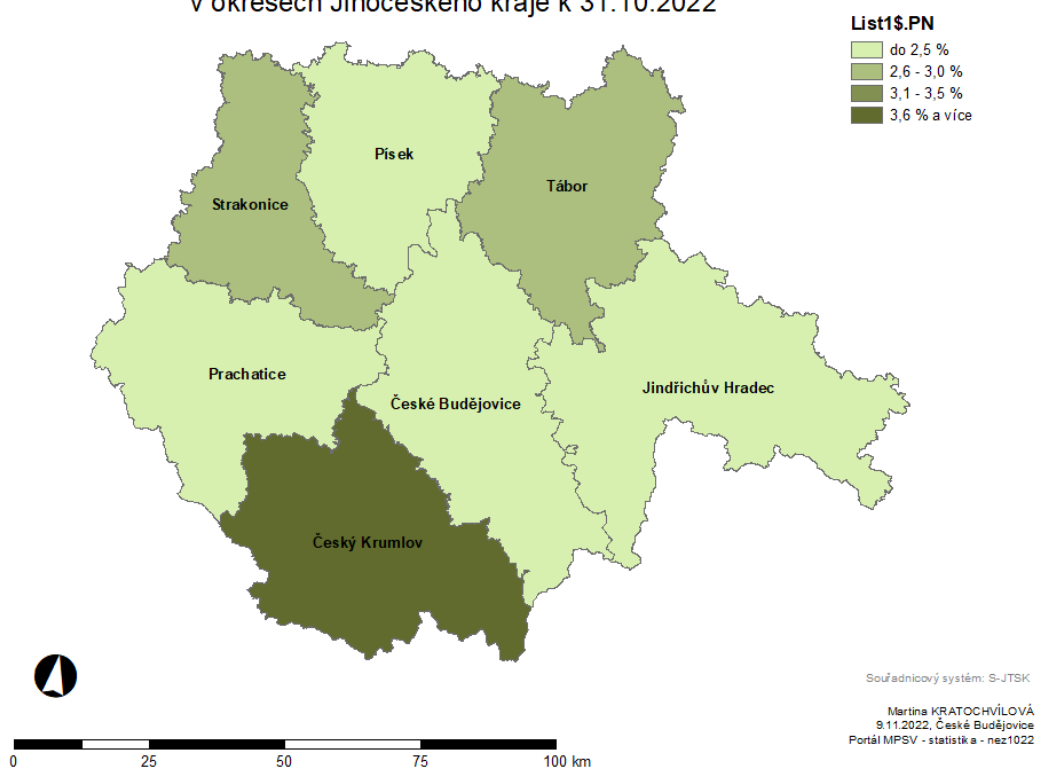 v okresech Jihočeského kraje k 31.10.2022
List1$.PN
do 2,5 %
2,6 - 3,0 %
3,1 - 3,5 %
3,6 % a více
Písek
Tábor
Strakonice
Prachatice
Jindřichův Hradec
České Budějovice
Český Krumlov
Souřadnicový systém: S-JTSK
Martina KRATOCHVÍLOVÁ
9.11.2022, České Budějovice
Portál MPSV - statistika - nez1022
0 25 50 75 100 km